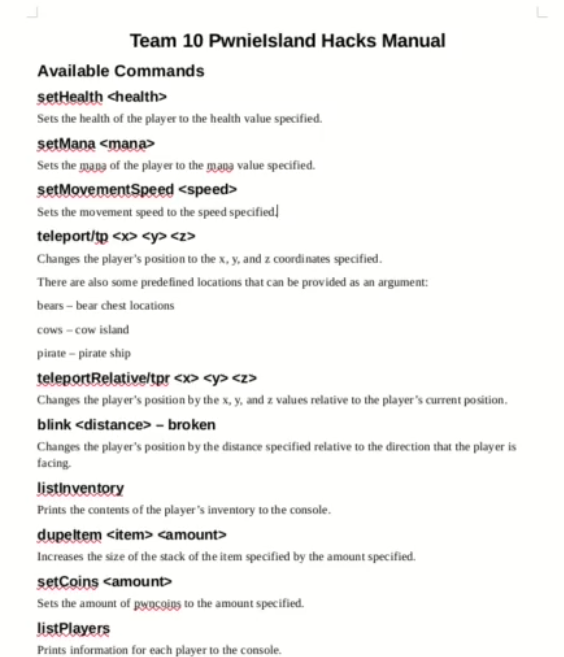 Team 10 PwnieIsland Hacks Manual
Available Commands
setHealth <health>
Sets the health of the player to the health value specified.
setMana <mana>
Sets the mana of the player to the mana value specified.
setMovementSpeed <speed>
Sets the movement speed to the speed specified.
teleport/tp <x> <y> <z>
Changes the player's position to the x, y, and z coordinates specified.
There are also some predefined locations that can be provided as an argument:
bears – bear chest locations
cows – cow island
pirate – pirate ship
teleportRelative/tpr <x> <y> <z>
Changes the player's position by the x, y, and z values relative to the player's current position.
blink <distance> – broken
Changes the player's position by the distance specified relative to the direction that the player is
facing.
listInventory
Prints the contents of the player's inventory to the console.
dupeItem <item> <amount>
Increases the size of the stack of the item specified by the amount specified.
setCoins <amount>
Sets the amount of pwncoins to the amount specified.
listPlayers
Prints information for each player to the console.